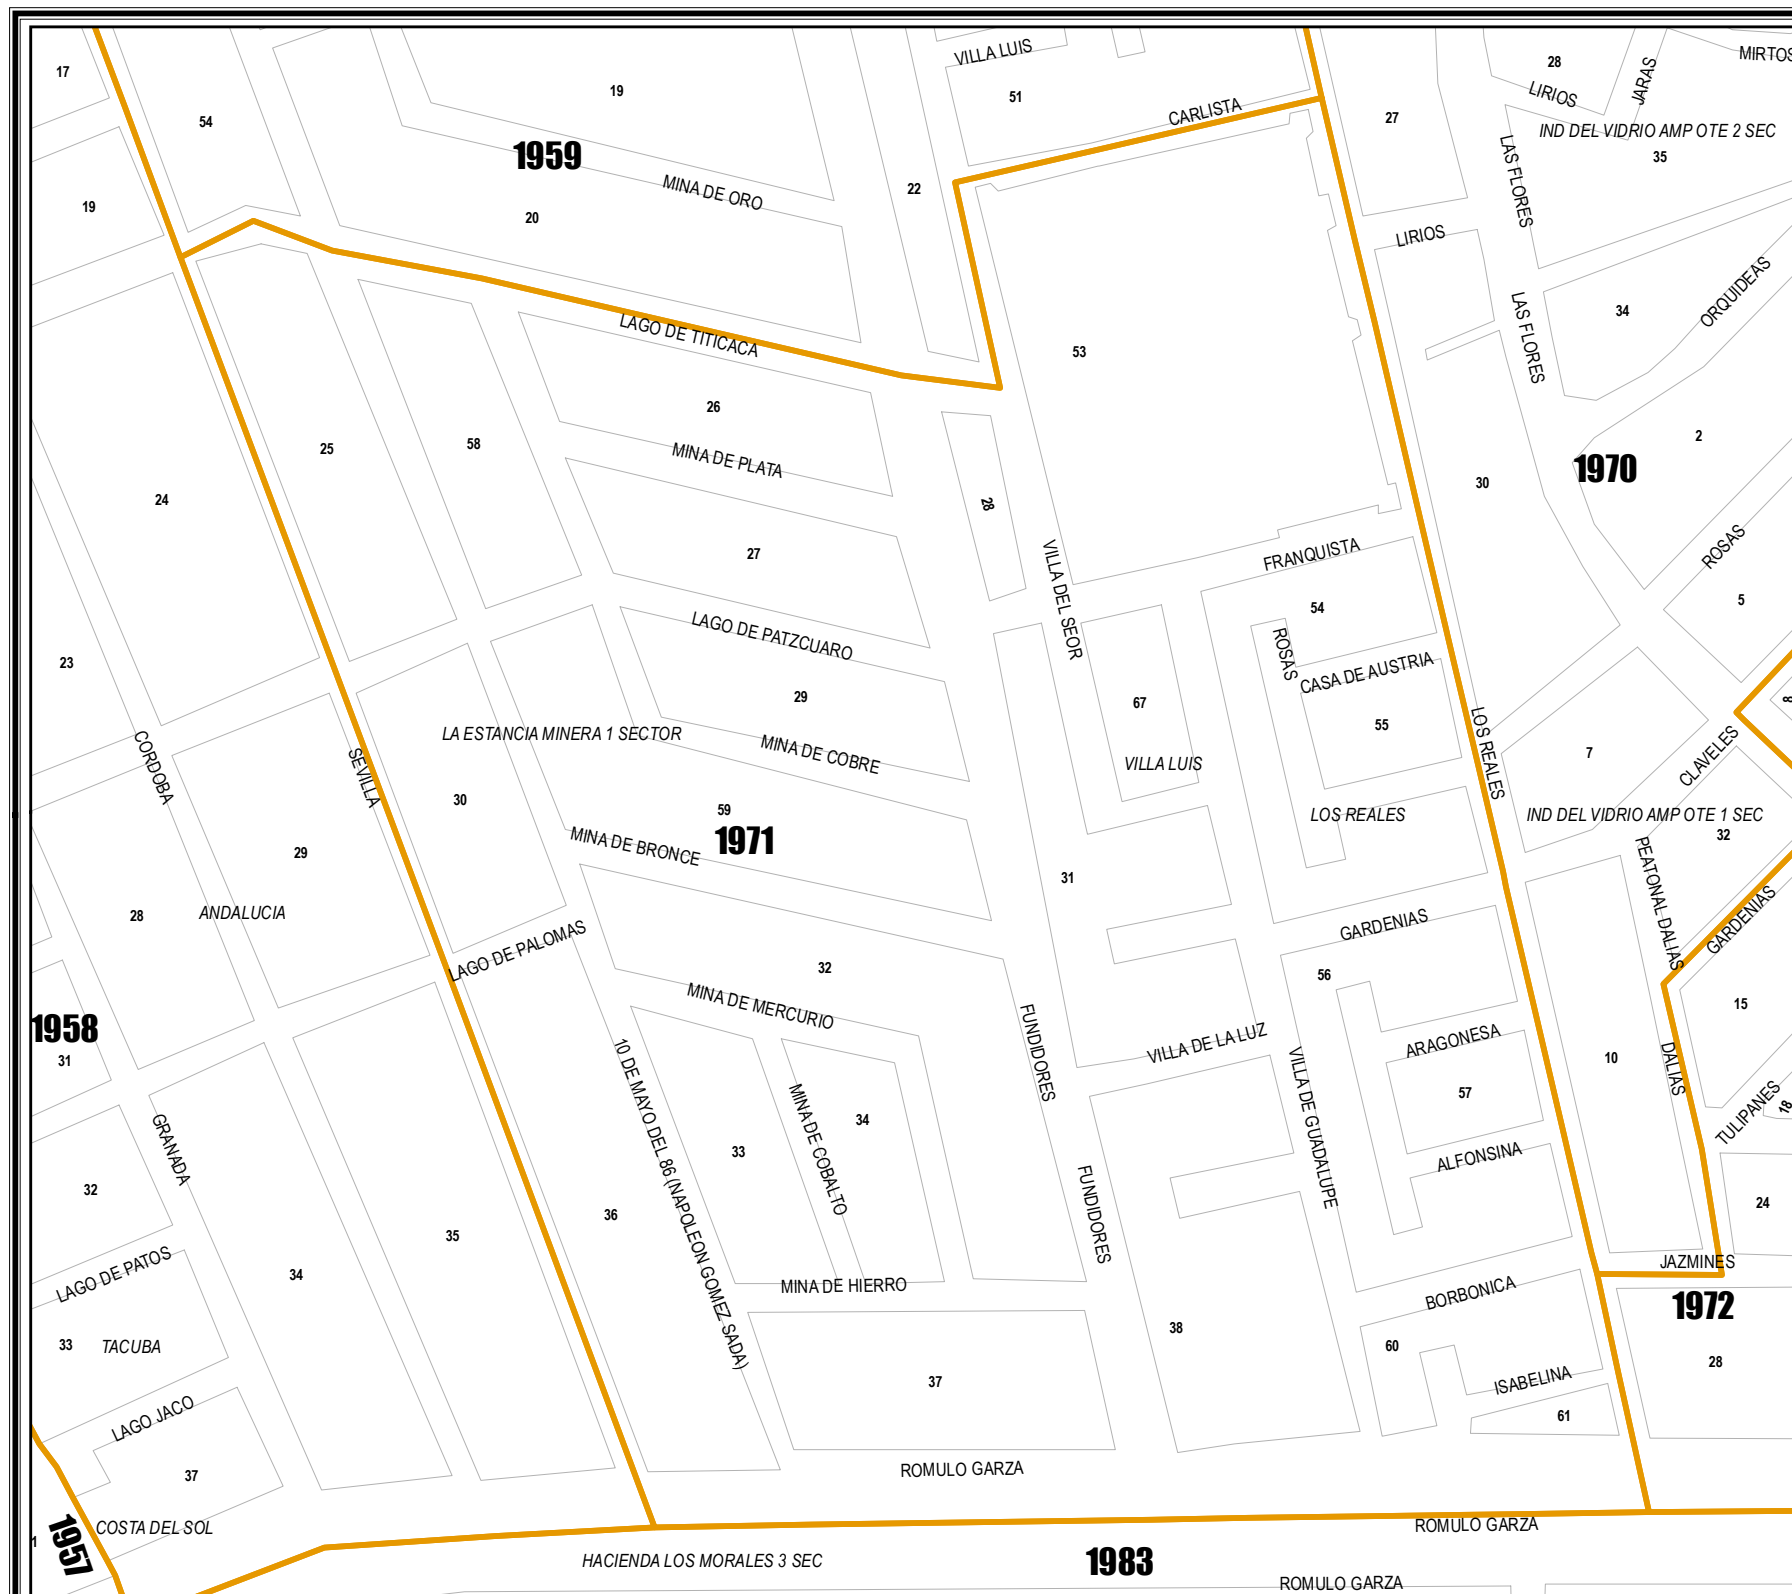 17
54
19
1959
19
20
MINA DE ORO
22
VILLA LUIS
51
CARLISTA
27
28
LIRIOS
JARAS
MIRTOS
IND DEL VIDRIO AMP OTE 2 SEC
35
LAS FLORES
LIRIOS
LAS FLORES
34
ORQUIDEAS
LAGO DE TITICACA
53
26
25
58
MINA DE PLATA
24
28
2
1970
30
27
FRANQUISTA
VILLA DEL SEOR
ROSAS
5
54
LAGO DE PATZCUARO
ROSAS
CASA DE AUSTRIA
23
29
67
55
LA ESTANCIA MINERA 1 SECTOR
MINA DE COBRE
CORDOBA
SEVILLA
VILLA LUIS
LOS REALES
7
CLAVELES
8
30
59
1971
LOS REALES
IND DEL VIDRIO AMP OTE 1 SEC
32
MINA DE BRONCE
29
31
28
ANDALUCIA
PEATONAL DALIAS
GARDENIAS
GARDENIAS
LAGO DE PALOMAS
32
56
MINA DE MERCURIO
15
1958
31
FUNDIDORES
VILLA DE LA LUZ
ARAGONESA
10
DALIAS
10 DE MAYO DEL 86 (NAPOLEON GOMEZ SADA)
MINA DE COBALTO
34
VILLA DE GUADALUPE
57
18
TULIPANES
GRANADA
33
ALFONSINA
32
36
FUNDIDORES
24
35
LAGO DE PATOS
34
MINA DE HIERRO
JAZMINES
BORBONICA
1972
33
TACUBA
38
60
28
37
ISABELINA
LAGO JACO
61
37
ROMULO GARZA
COSTA DEL SOL
1957
1
ROMULO GARZA
HACIENDA LOS MORALES 3 SEC
1983
ROMULO GARZA